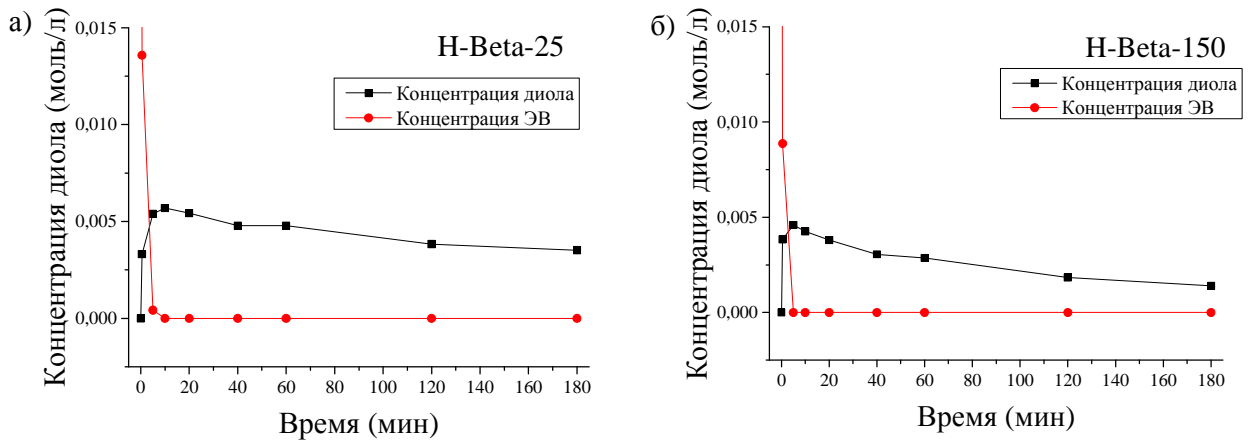 а)
H-Beta-25
Концентрация диола
Концентрация ЭВ
Концентрация диола (моль/л)
0,015
0,010
0,005
0,000
0 20 40 60 80 100 120 140 160 180
Время (мин)
б)
H-Beta-150
Концентрация диола
Концентрация ЭВ
Концентрация диола (моль/л)
0,015
0,010
0,005
0,000
0 20 40 60 80 100 120 140 160 180
Время (мин)